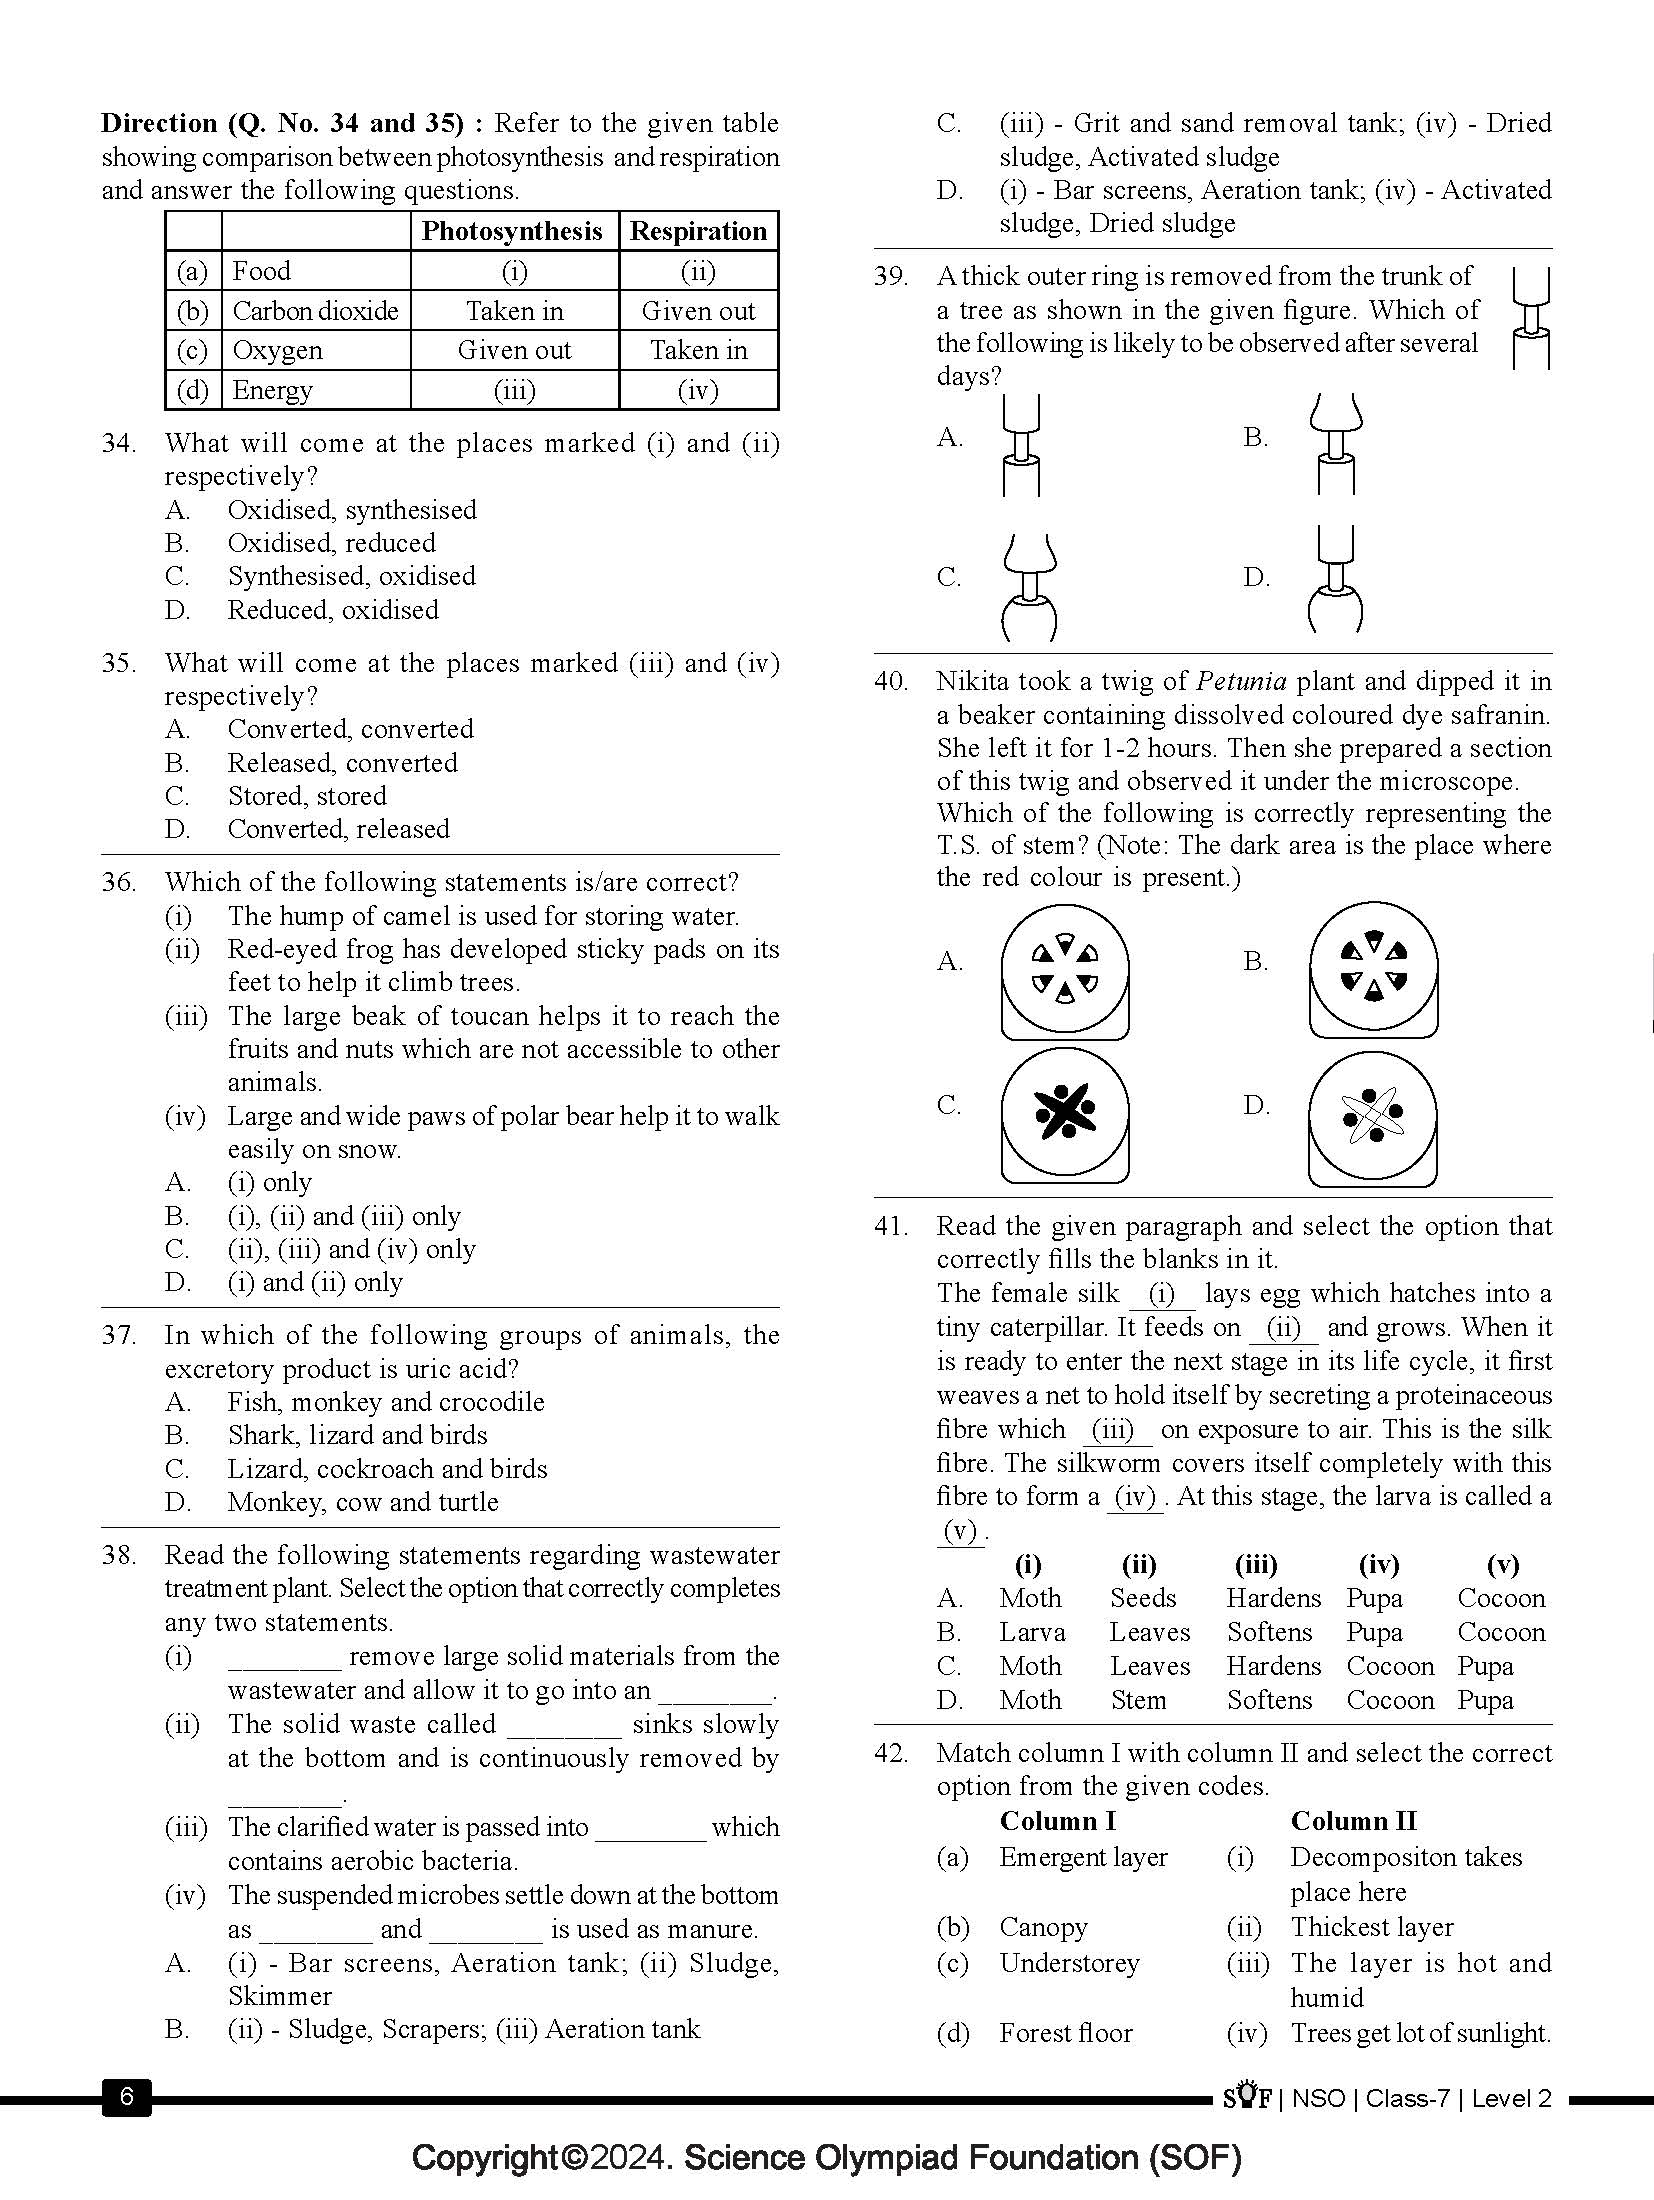 Direction (Q. No. 34 and 35) : Refer to the given table
showing comparison between photosynthesis and respiration
and answer the following questions.
Photosynthesis Respiration
(a) Food (i) (ii)
(b) Carbon dioxide Taken in Given out
(c) Oxygen Given out Taken in
(d) Energy (iii) (iv)
34. What will come at the places marked (i) and (ii)
respectively?
A. Oxidised, synthesised
B. Oxidised, reduced
C. Synthesised, oxidised
D. Reduced, oxidised
35. What will come at the places marked (iii) and (iv)
respectively?
A. Converted, converted
B. Released, converted
C. Stored, stored
D. Converted, released
36. Which of the following statements is/are correct?
(i) The hump of camel is used for storing water.
(ii) Red-eyed frog has developed sticky pads on its
feet to help it climb trees.
(iii) The large beak of toucan helps it to reach the
fruits and nuts which are not accessible to other
animals.
(iv) Large and wide paws of polar bear help it to walk
easily on snow.
A. (i) only
B. (i), (ii) and (iii) only
C. (ii), (iii) and (iv) only
D. (i) and (ii) only
37. In which of the following groups of animals, the
excretory product is uric acid?
A. Fish, monkey and crocodile
B. Shark, lizard and birds
C. Lizard, cockroach and birds
D. Monkey, cow and turtle
38. Read the following statements regarding wastewater
treatment plant. Select the option that correctly completes
any two statements.
(i) ________ remove large solid materials from the
wastewater and allow it to go into an ________.
(ii) The solid waste called ________ sinks slowly
at the bottom and is continuously removed by
________.
(iii) The clarified water is passed into ________ which
contains aerobic bacteria.
(iv) The suspended microbes settle down at the bottom
as ________ and ________ is used as manure.
A. (i) - Bar screens, Aeration tank; (ii) Sludge,
Skimmer
B. (ii) - Sludge, Scrapers; (iii) Aeration tank
C. (iii) - Grit and sand removal tank; (iv) - Dried
sludge, Activated sludge
D. (i) - Bar screens, Aeration tank; (iv) - Activated
sludge, Dried sludge
39. A thick outer ring is removed from the trunk of
a tree as shown in the given figure. Which of
the following is likely to be observed after several
days?
A. B.
C. D.
40. Nikita took a twig of Petunia plant and dipped it in
a beaker containing dissolved coloured dye safranin.
She left it for 1-2 hours. Then she prepared a section
of this twig and observed it under the microscope.
Which of the following is correctly representing the
T.S. of stem? (Note: The dark area is the place where
the red colour is present.)
A. B.
C. D.
41. Read the given paragraph and select the option that
correctly fills the blanks in it.
The female silk (i) lays egg which hatches into a
tiny caterpillar. It feeds on (ii) and grows. When it
is ready to enter the next stage in its life cycle, it first
weaves a net to hold itself by secreting a proteinaceous
fibre which (iii) on exposure to air. This is the silk
fibre. The silkworm covers itself completely with this
fibre to form a (iv) . At this stage, the larva is called a
(v) .
(i) (ii) (iii) (iv) (v)
A. Moth Seeds Hardens Pupa Cocoon
B. Larva Leaves Softens Pupa Cocoon
C. Moth Leaves Hardens Cocoon Pupa
D. Moth Stem Softens Cocoon Pupa
42. Match column I with column II and select the correct
option from the given codes.
Column I Column II
(a) Emergent layer (i) Decompositon takes
place here
(b) Canopy (ii) Thickest layer
(c) Understorey (iii) The layer is hot and
humid
(d) Forest floor (iv) Trees get lot of sunlight.
6
SOF | NSO | Class-7 | Level 2
Copyright©2024. Science Olympiad Foundation (SOF)